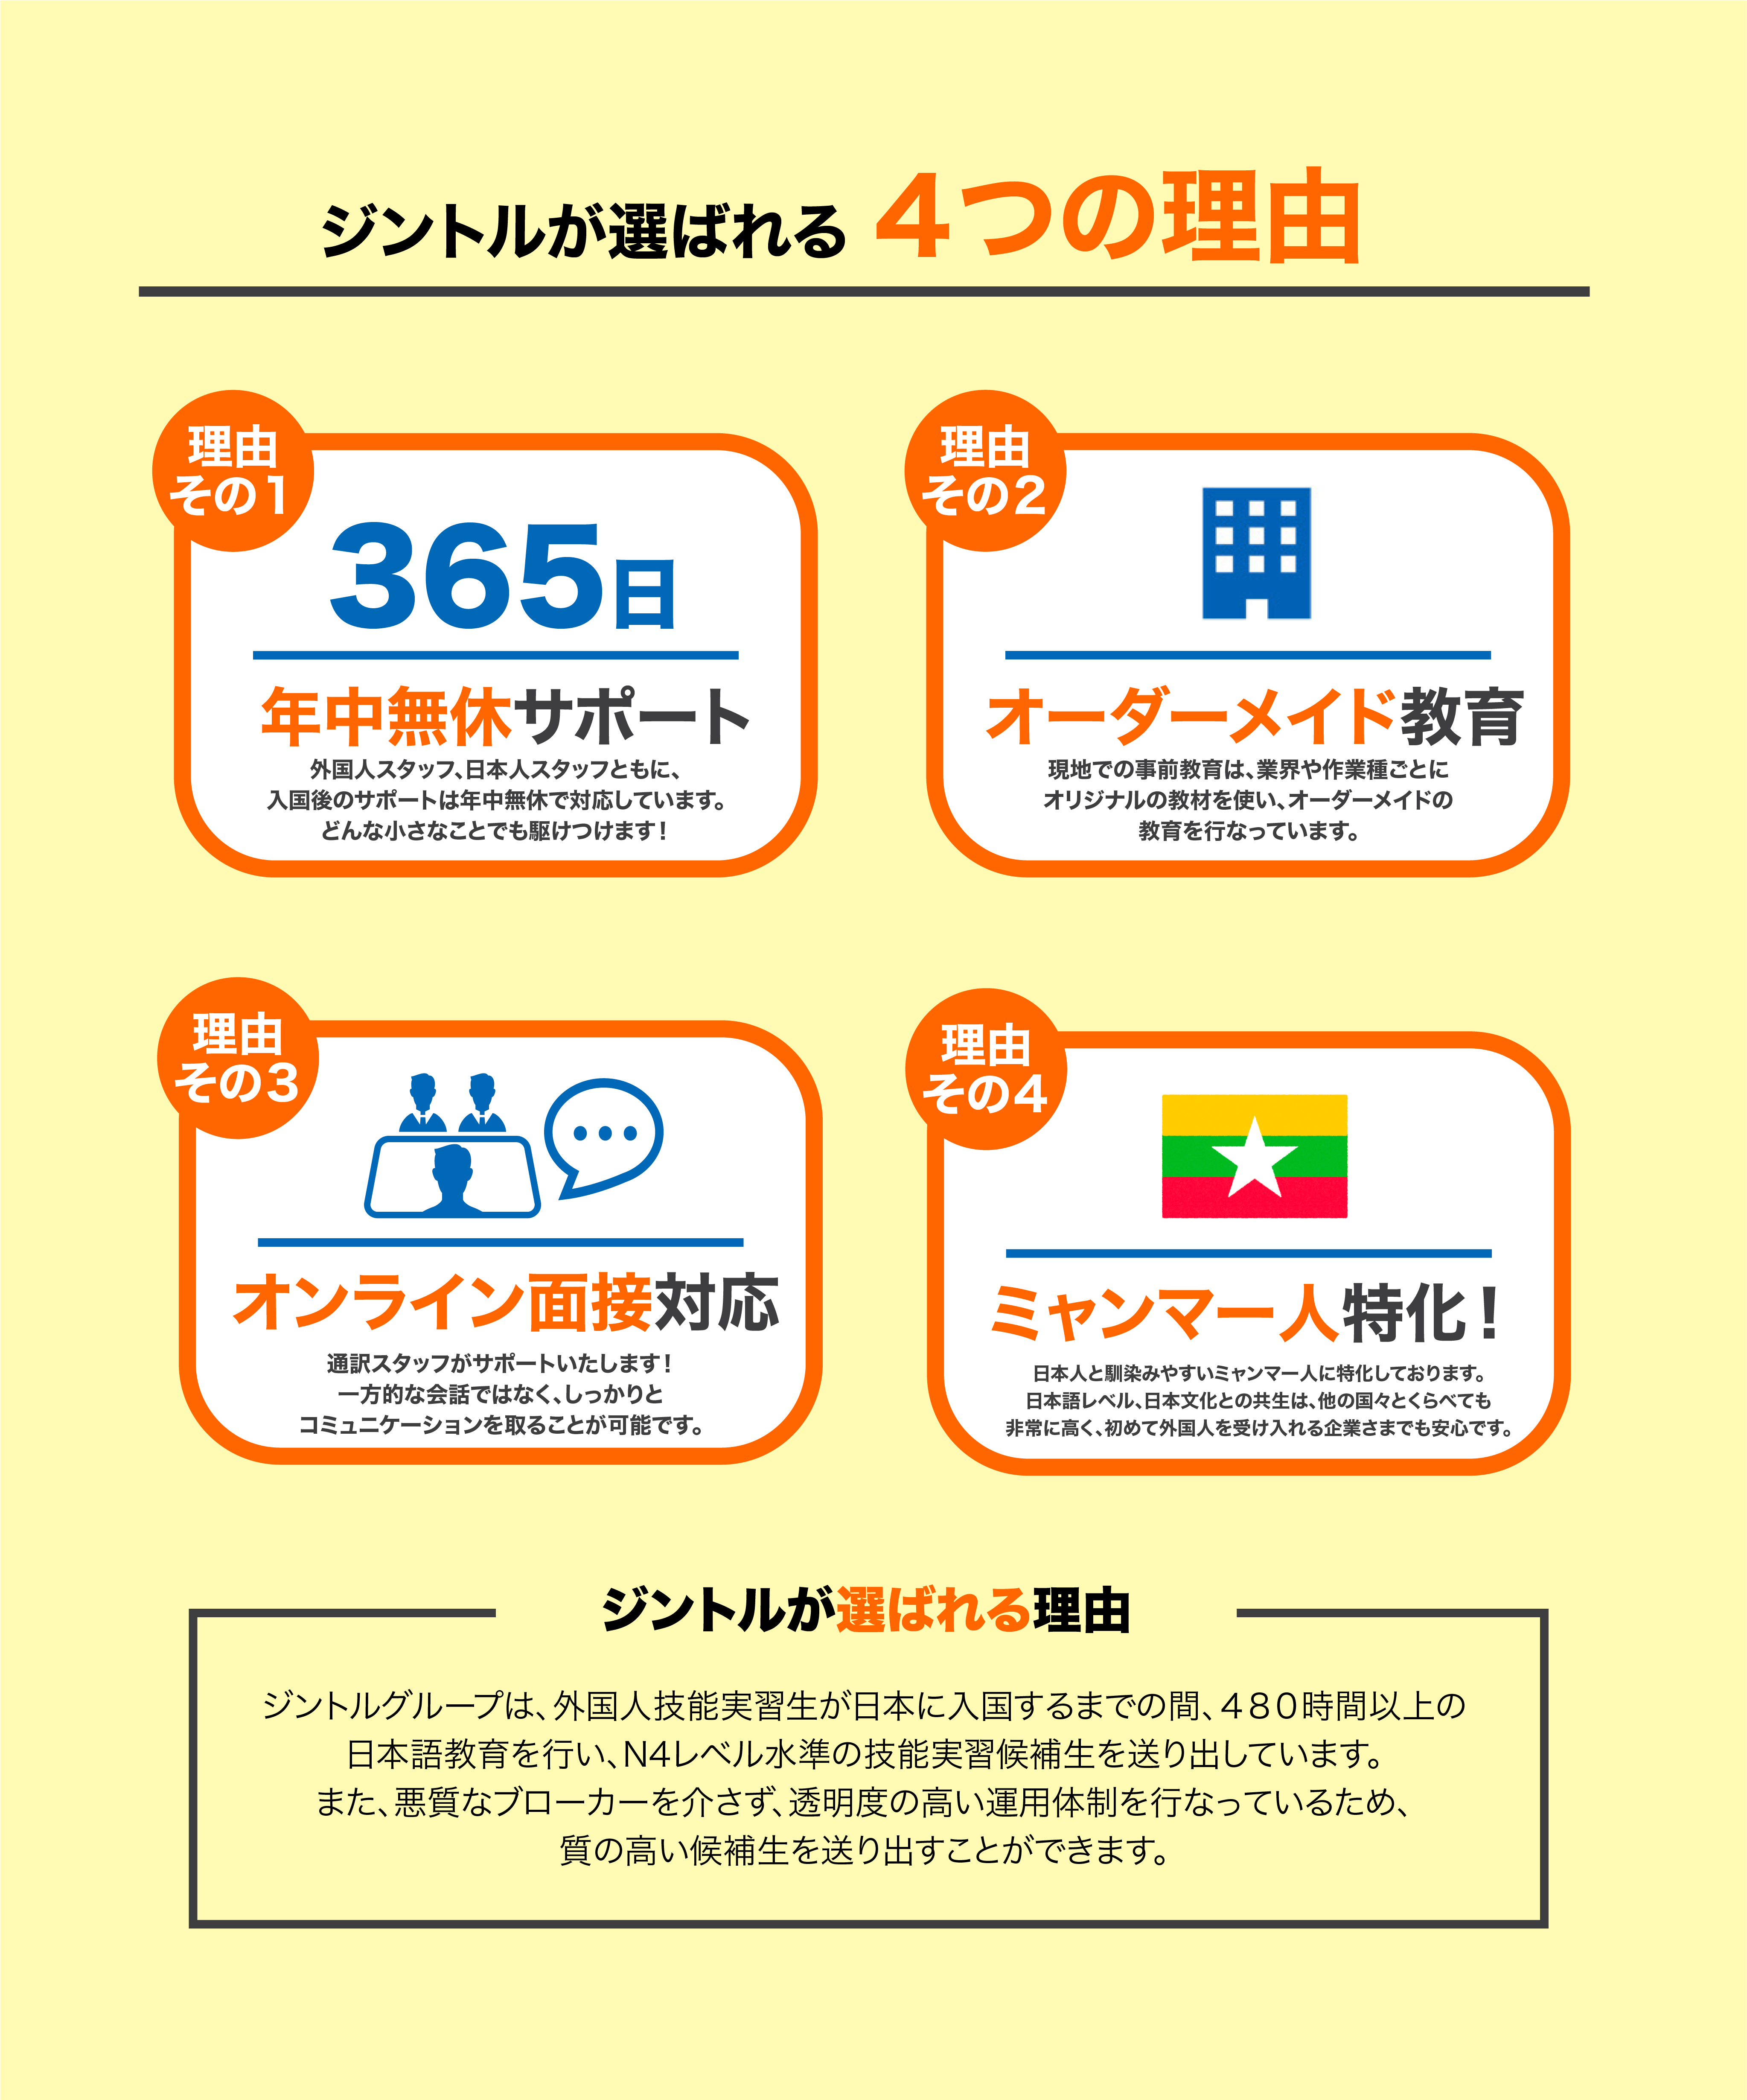 ジントルが選ばれる 4つの理由
理由
その1
365日
年中無休サポート
外国人スタッフ、日本人スタッフともに、
入国後のサポートは年中無休で対応しています。
どんな小さなことでも駆けつけます！
理由
その2
オーダーメイド教育
現地での事前教育は、業界や作業種ごとに
オリジナルの教材を使い、オーダーメイドの
教育を行なっています。
理由
その3
オンライン面接対応
通訳スタッフがサポートいたします！
一方的な会話ではなく、しっかりと
コミュニケーションを取ることが可能です。
理由
その4
ミャンマー人特化！
日本人と馴染みやすいミャンマー人に特化しております。
日本語レベル、日本文化との共生は、他の国々とくらべても
非常に高く、初めて外国人を受け入れる企業さまでも安心です。
ジントルが選ばれる理由
ジントルグループは、外国人技能実習生が日本に入国するまでの間、４８０時間以上の
日本語教育を行い、N4レベル水準の技能実習候補生を送り出しています。
また、悪質なブローカーを介さず、透明度の高い運用体制を行なっているため、
質の高い候補生を送り出すことができます。